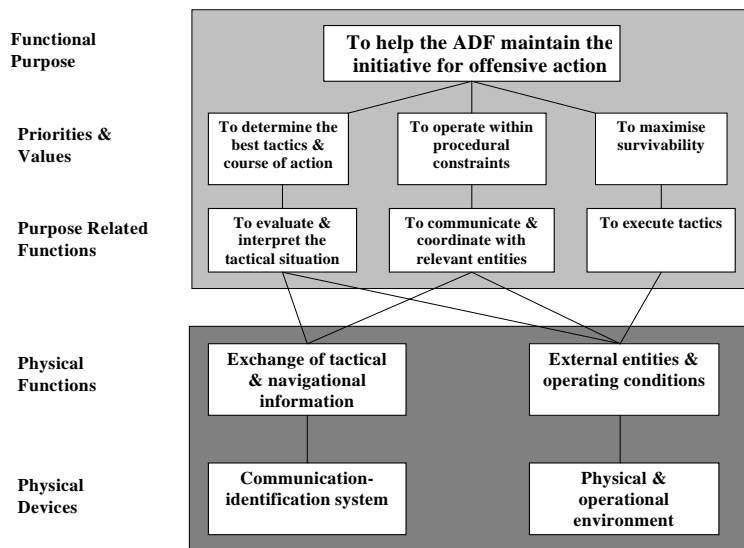 Functional
Purpose
To help the ADF maintain the
initiative for offensive action
Priorities &
Values
To determine the
best tactics &
course of action
To operate within
procedural
constraints
To maximise
survivability
Purpose Related
Functions
To evaluate &
interpret the
tactical situation
To communicate &
coordinate with
relevant entities
To execute tactics
Physical
Functions
Exchange of tactical
& navigational
information
External entities &
operating conditions
Physical
Devices
Communication-
identification system
Physical &
operational
environment